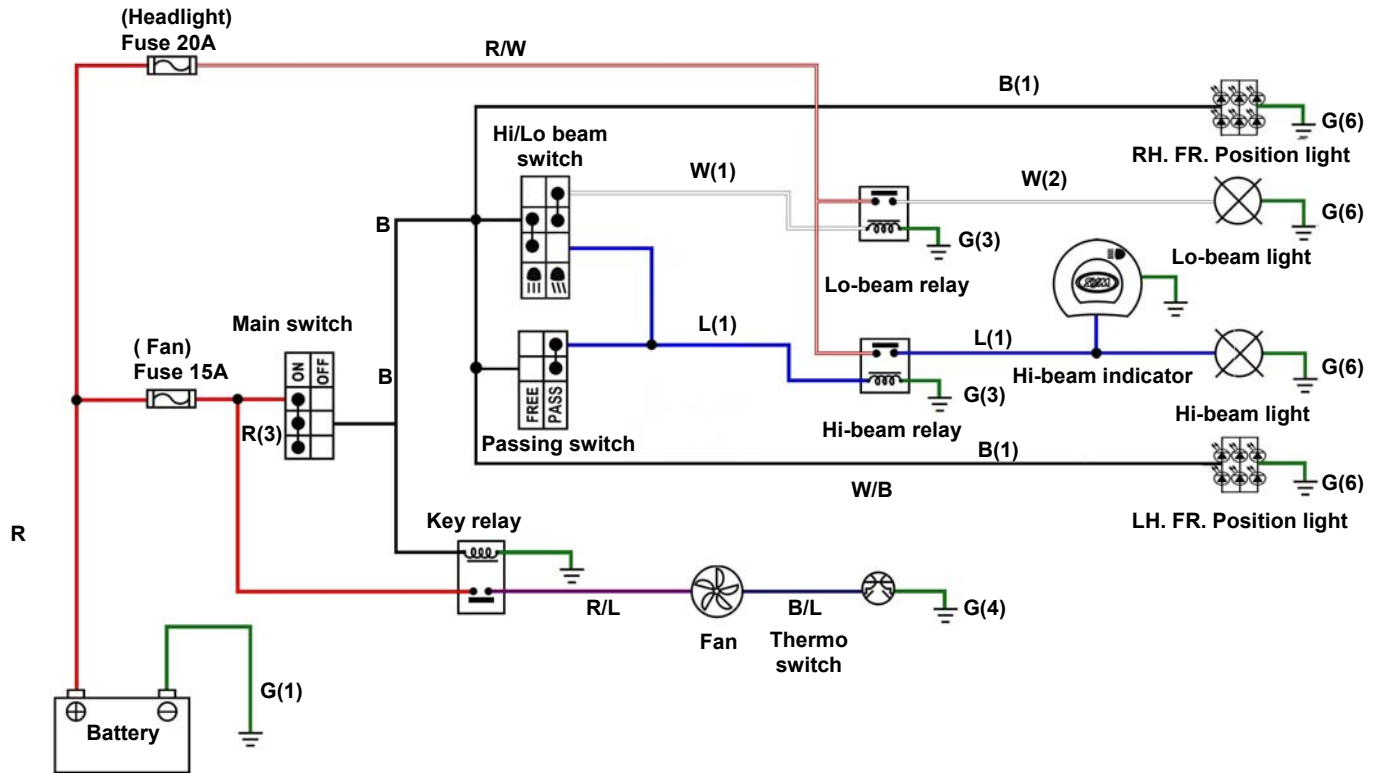 (Headlight)
Fuse 20A
R/W
B(1)
G(6)
RH. FR. Position light
Hi/Lo beam
switch
W(1)
W(2)
G(6)
Lo-beam light
B
G(3)
Lo-beam relay
SYM
Main switch
( Fan)
Fuse 15A
ON
OFF
R(3)
B
FREE
PASS
Passing switch
L(1)
L(1)
Hi-beam indicator
G(3)
Hi-beam relay
G(6)
Hi-beam light
B(1)
W/B
G(6)
LH. FR. Position light
R
Key relay
R/L
B/L
G(4)
Fan
Thermo
switch
G(1)
Battery